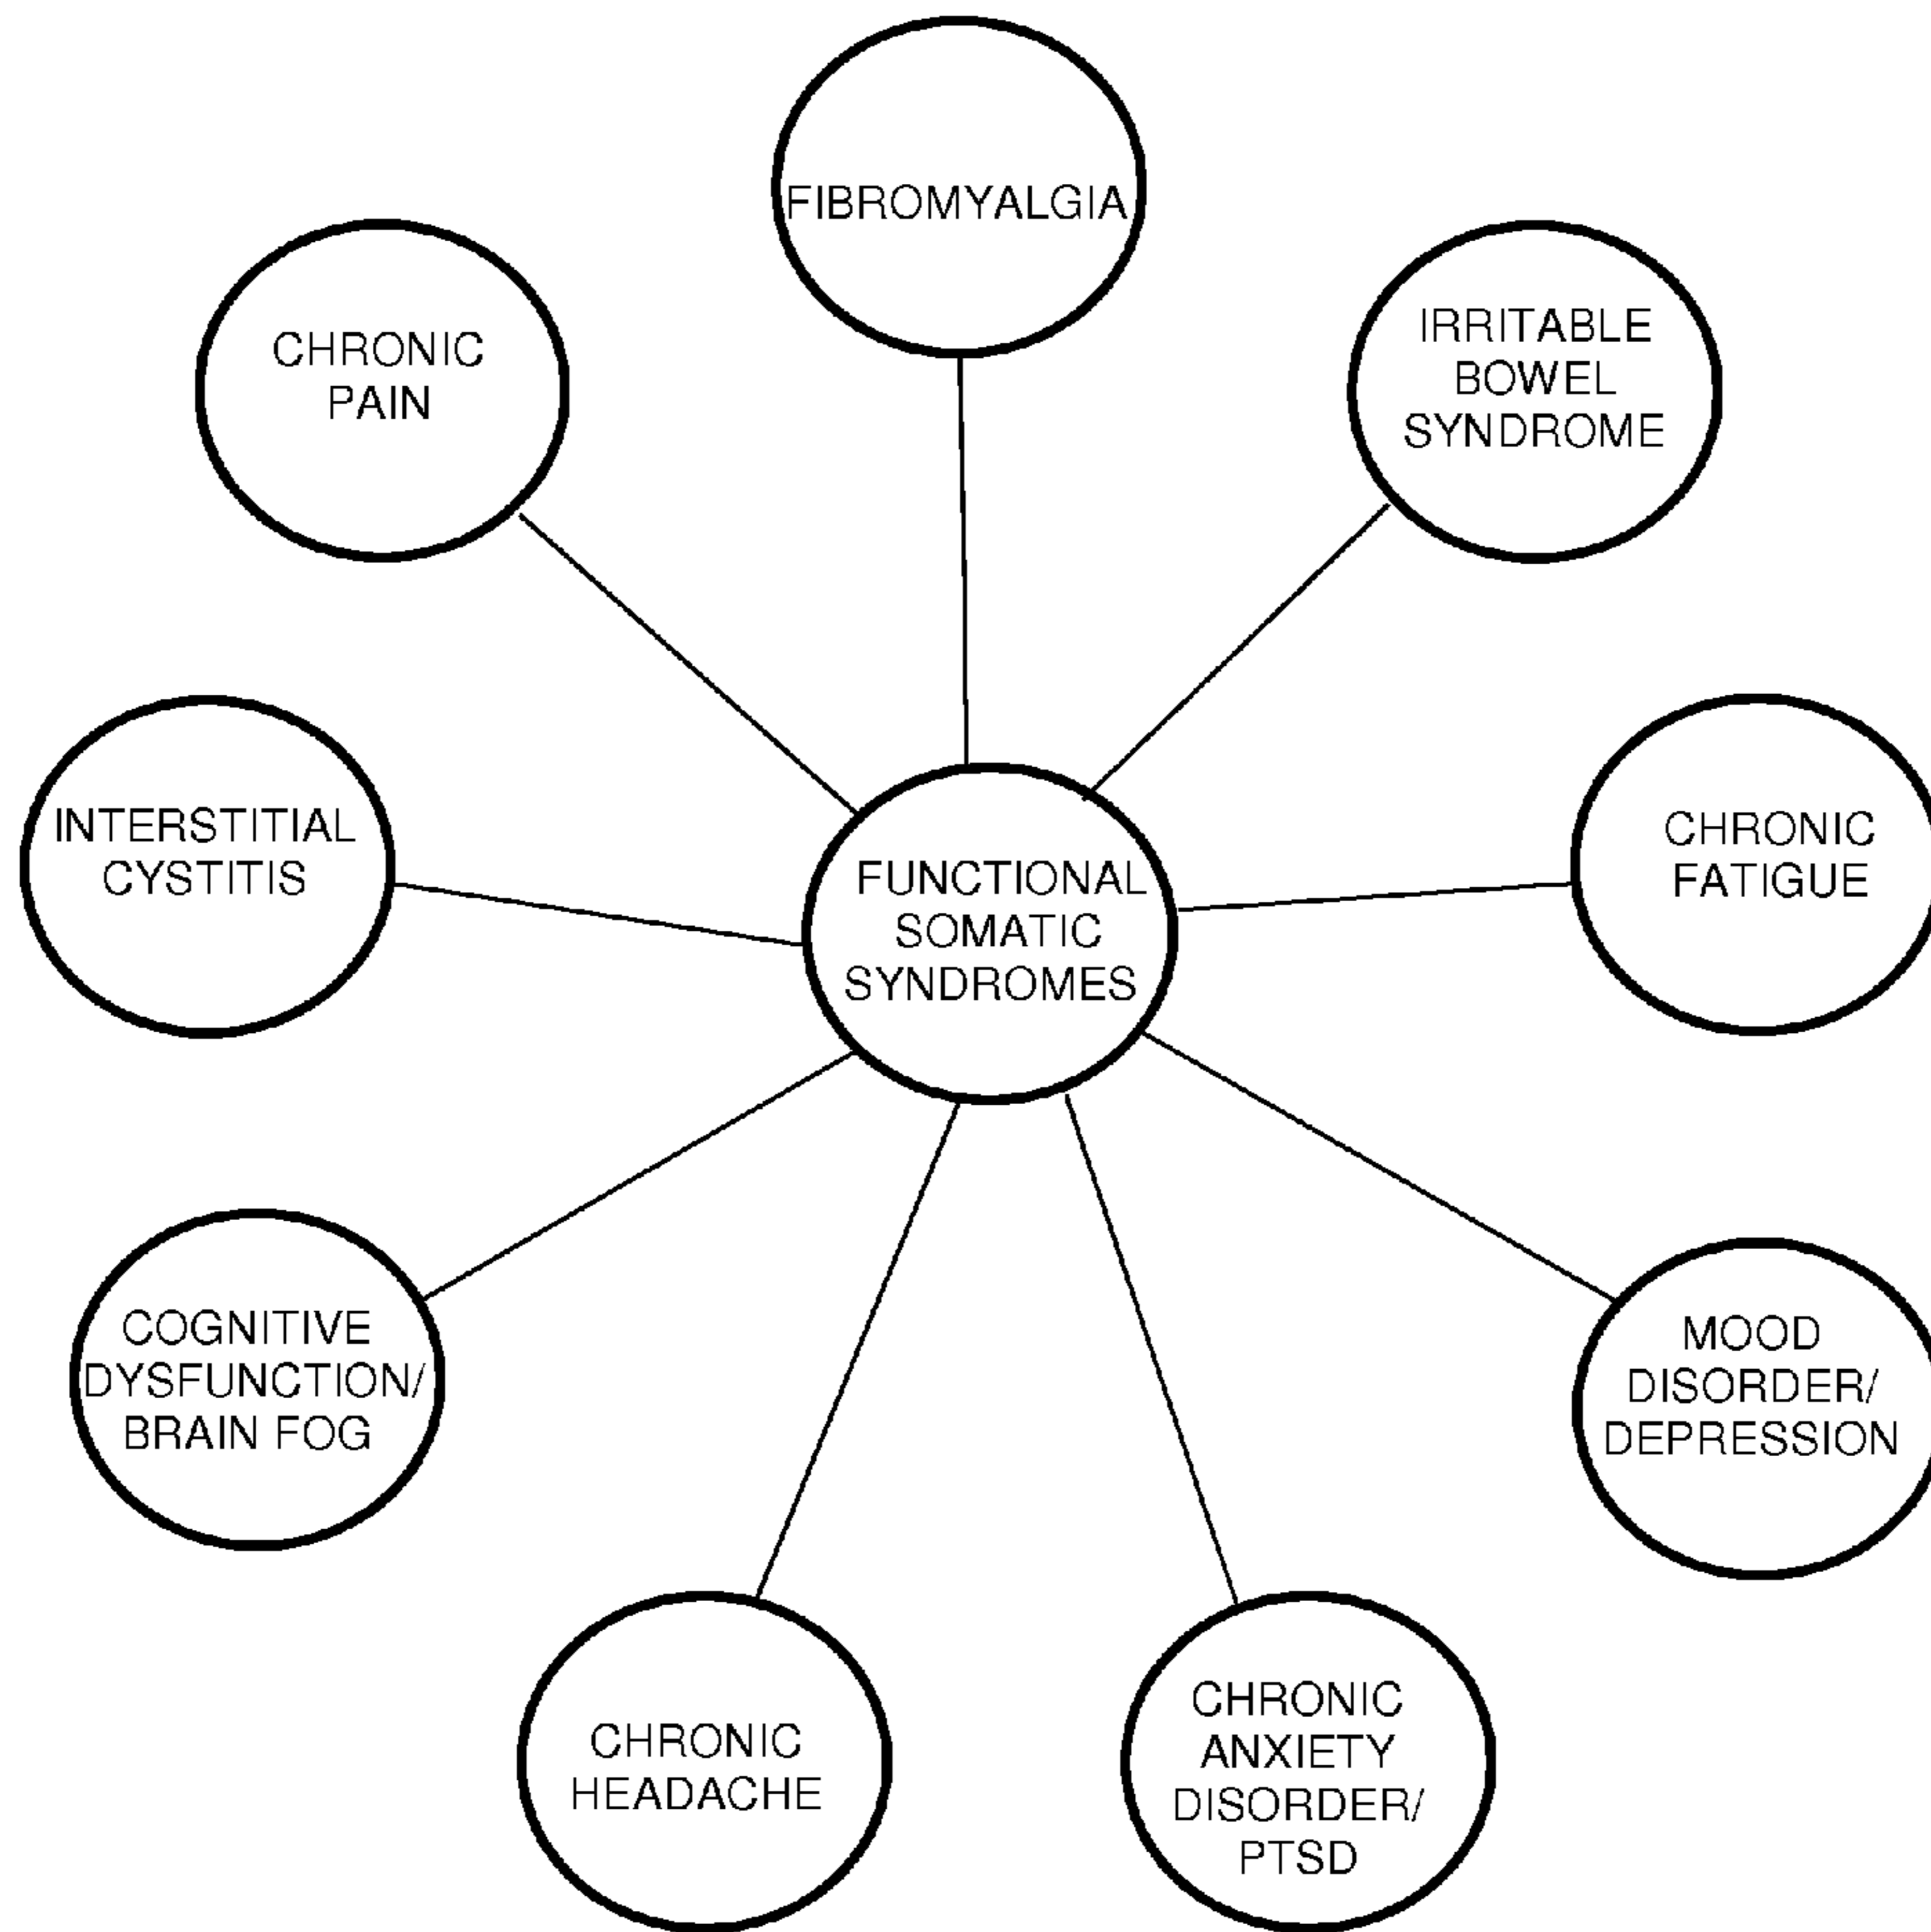 FIBROMYALGIA
CHRONIC
PAIN
IRRITABLE
BOWEL
SYNDROME
INTERSTITIAL
CYSTITIS
FUNCTIONAL
SOMATIC
SYNDROMES
CHRONIC
FATIGUE
COGNITIVE
DYSFUNCTION/
BRAIN FOG
MOOD
DISORDER/
DEPRESSION
CHRONIC
HEADACHE
CHRONIC
ANXIETY
DISORDER/
PTSD